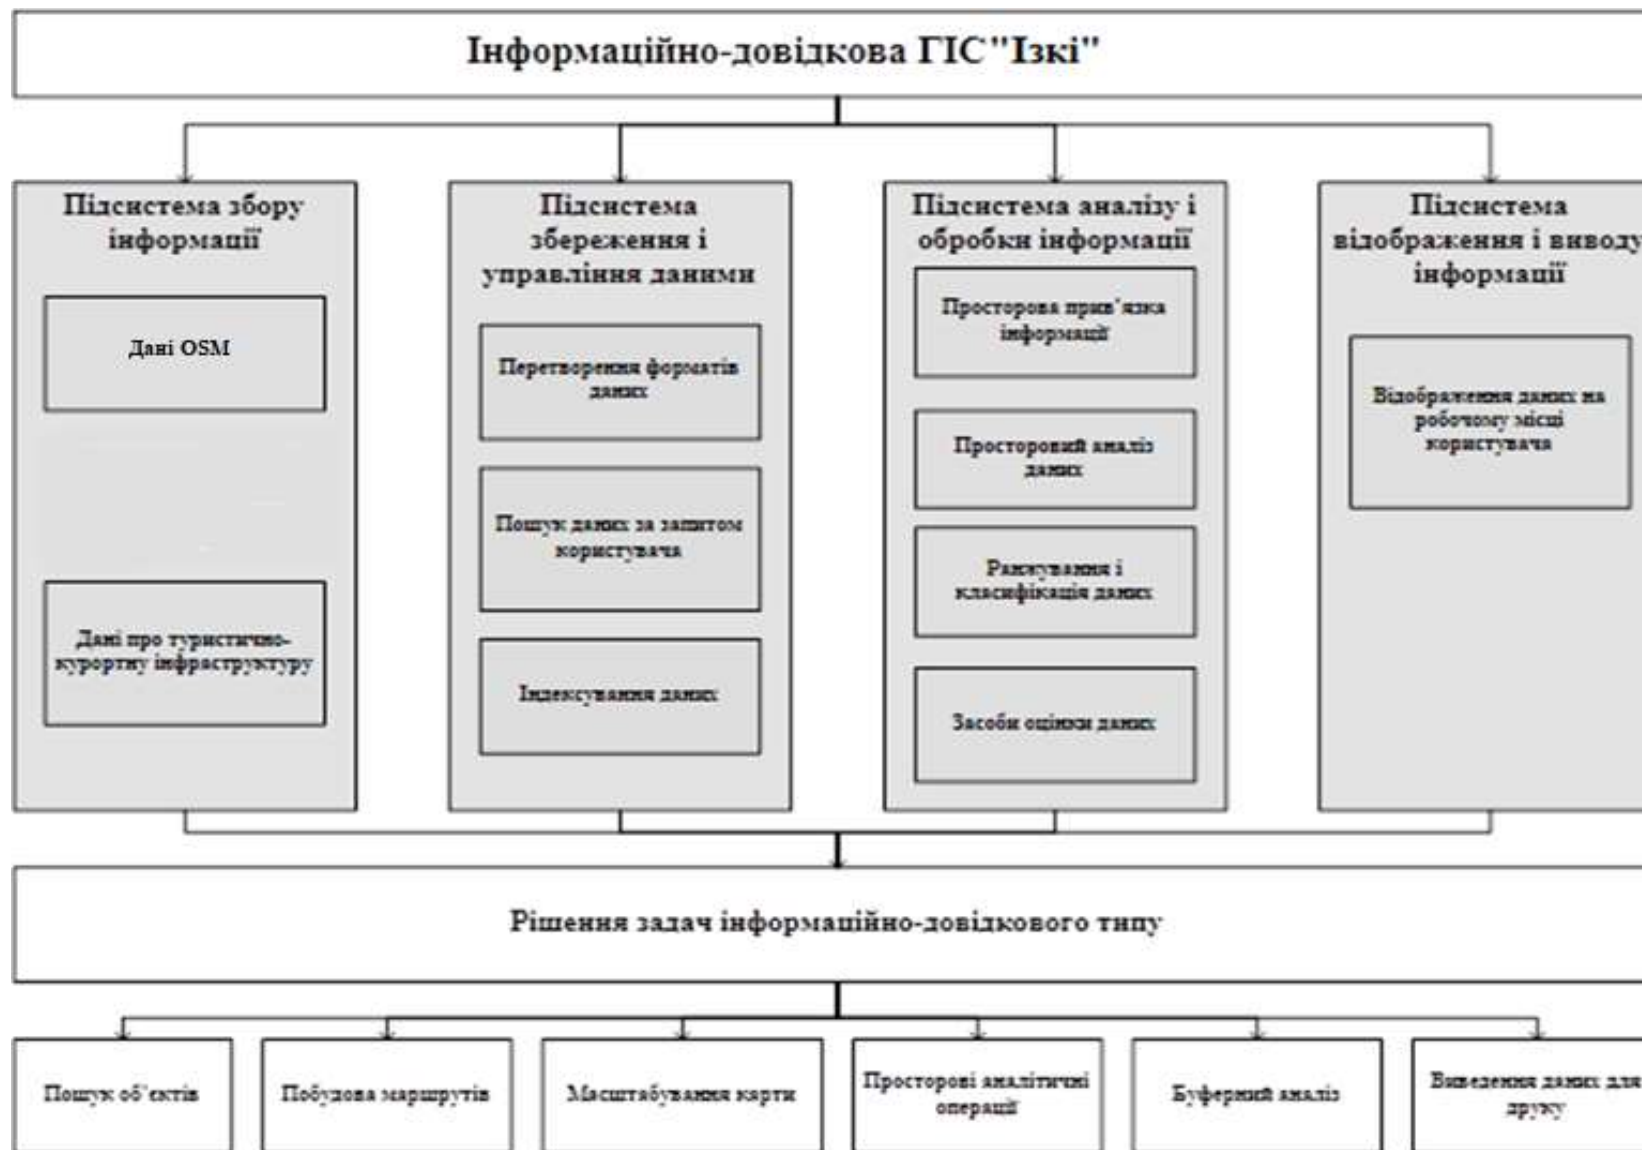 Інформаційно-довідкова ГІС"Ізкі"
Підсистема збору
інформації
Дані OSM
Дані про туристично-
курортну інфраструктуру
Підсистема
збереження і
управління даними
Перетворення форматів
даних
Пошук даних за запитом
користувача
Індексування даних
Підсистема аналізу і
обробки інформації
Просторова прив'язка
інформації
Просторовий аналіз
даних
Ранжування і
класифікація даних
Засоби оцінки даних
Підсистема
відображення і виводу
інформації
Відображення даних на
робочому місці
користувача
Рішення задач інформаційно-довідкового типу
Пошук об'єктів
Побудова маршрутів
Масштабування карти
Просторові аналітичні
операції
Буферний аналіз
Виведення даних для
друку